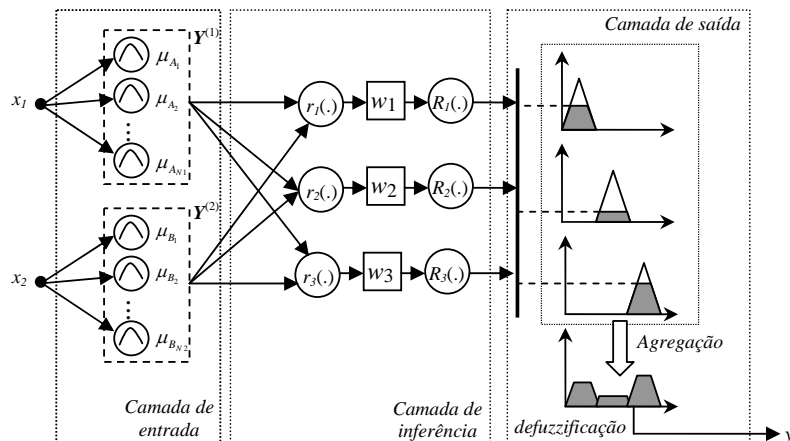 Camada de saída
Y(1)
μA1
x1
μA2
⋮
μAN1
r1(.)
w1
R1(.)
r2(.)
w2
R2(.)
Y(2)
μB1
x2
μB2
⋮
μBN2
r3(.)
w3
R3(.)
Agregação
Camada de
entrada
Camada de
inferência
defuzzificação
y